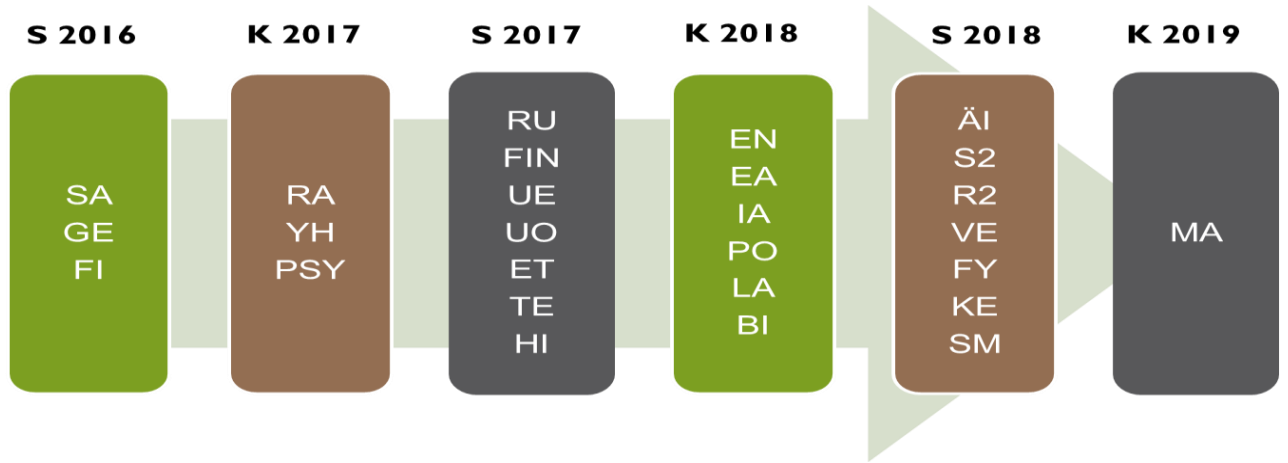 S 2016
SA
GE
FI
K 2017
RA
YH
PSY
S 2017
RU
FIN
UE
UO
ET
TE
HI
K 2018
EN
EA
IA
PO
LA
BI
S 2018
ÄI
S2
R2
VE
FY
KE
SM
K 2019
MA